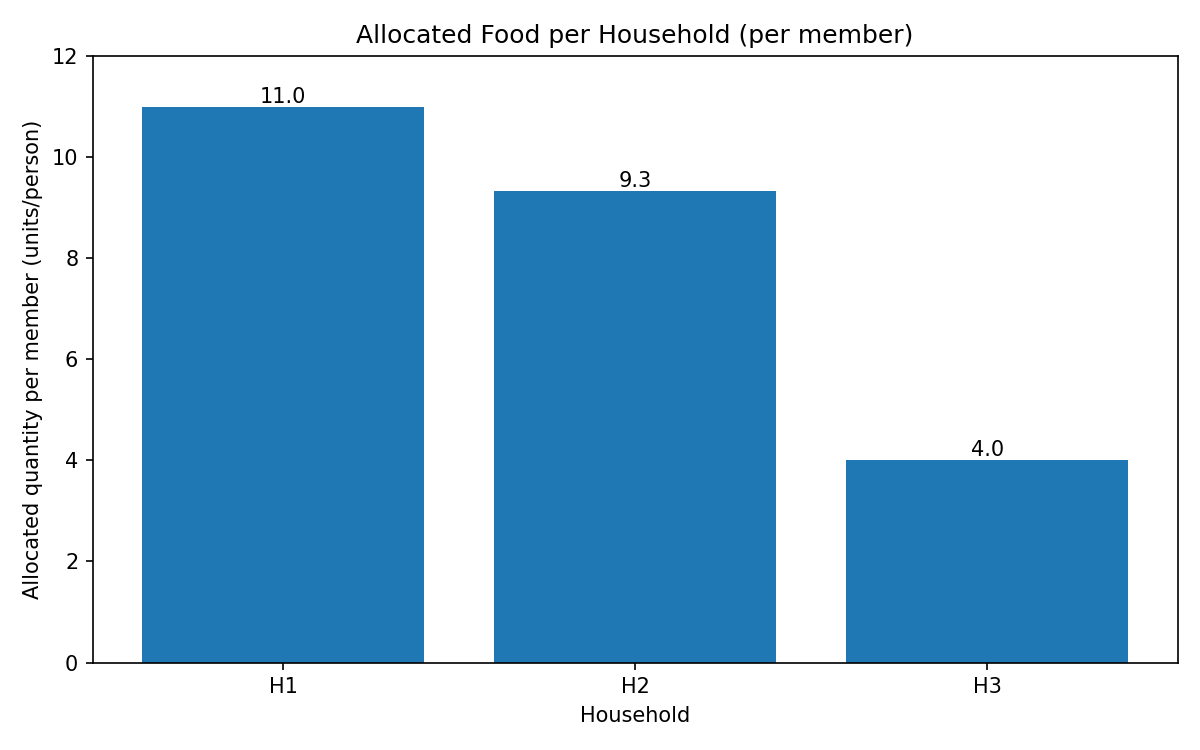 Allocated Food per Household (per member)
Allocated quantity per member (units/person)
12
10
8
6
4
2
0
11.0
9.3
4.0
H1
H2
H3
Household